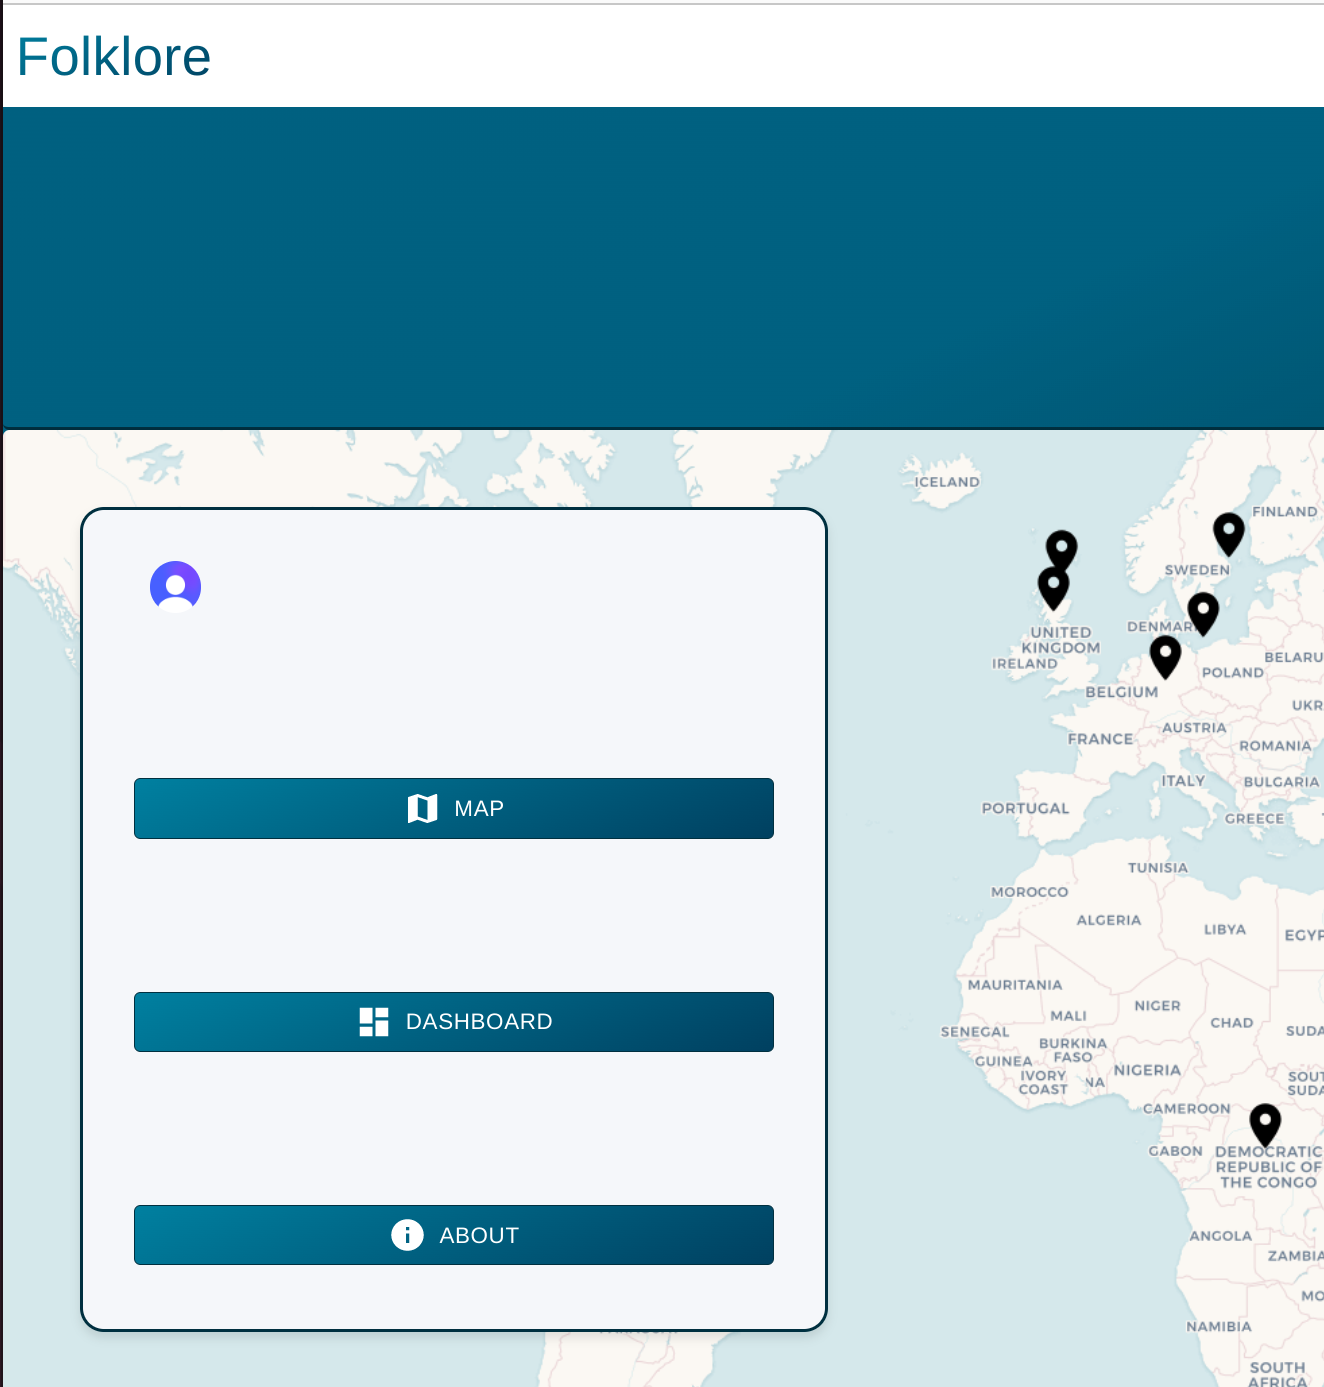 Folklore
ICELAND
FINLAND
SWEDEN
DENMAR
UNITED
KINGDOM
IRELAND
BELARU
POLAND
BELGIUM
UKR
AUSTRIA
FRANCE
ROMANIA
ITALY
BULGARIA
MAP
PORTUGAL
GREECE
TUNISIA
MOROCCO
ALGERIA
LIBYA
EGYP
MAURITANIA
NIGER
MALI
DASHBOARD
CHAD
SENEGAL
SUDA
BURKINA
FASO
GUINEA
NIGERIA
IVORY
COAST
NA
SOUT
SUDA
CAMEROON
GABON
DEMOCRATIC
REPUBLIC OF
THE CONGO
ABOUT
ANGOLA
ZAMBIA
MO
NAMIBIA
SOUTH
AFRICA